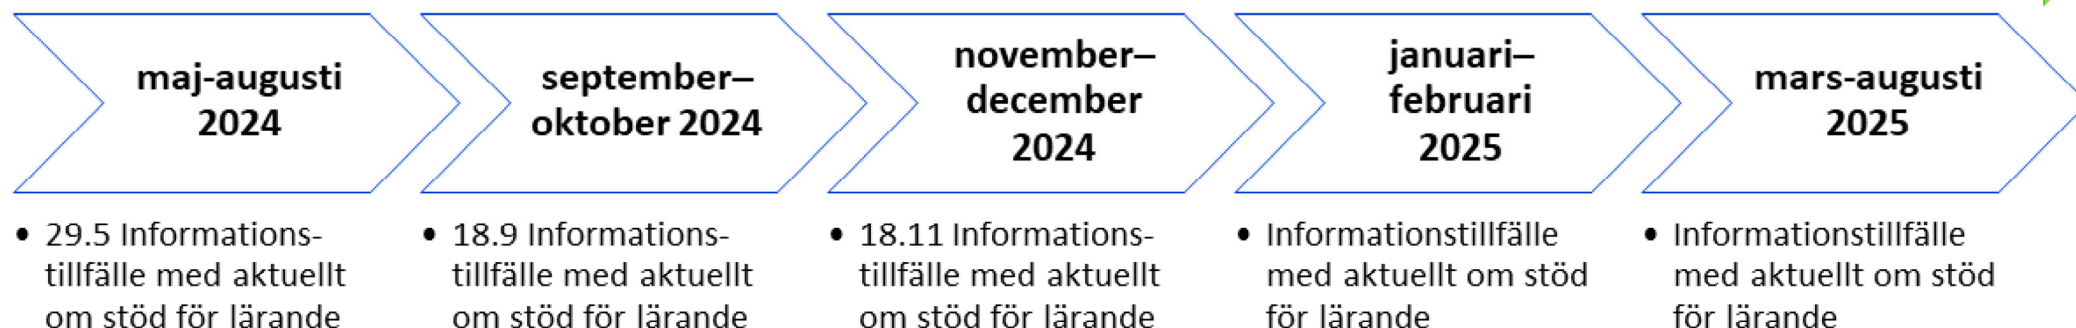 maj-augusti
2024
september–
oktober 2024
november–
december
2024
januari–
februari
2025
mars-augusti
2025
• 29.5 Informations-
tillfälle med aktuellt
om stöd för lärande
• 18.9 Informations-
tillfälle med aktuellt
om stöd för lärande
• 18.11 Informations-
tillfälle med aktuellt
om stöd för lärande
• Informationstillfälle
med aktuellt om stöd
för lärande
• Informationstillfälle
med aktuellt om stöd
för lärande